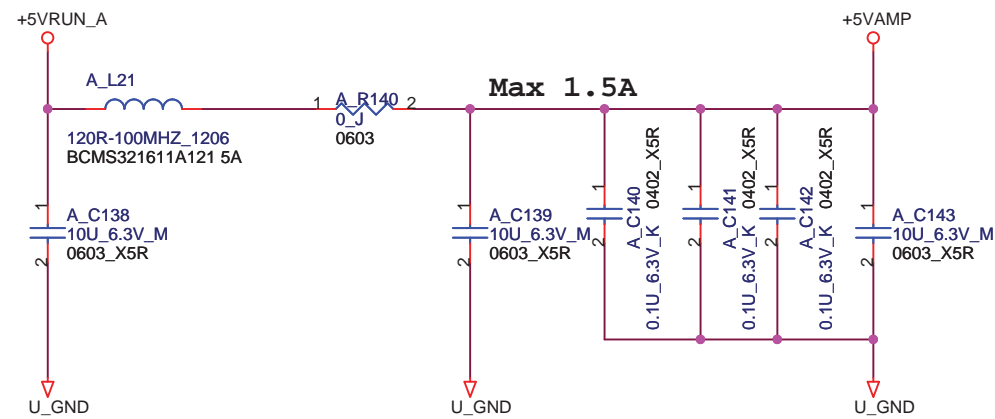 +5VRUN_A
+5VAMP
A_L21
Max 1.5A
1
A_R140
2
0_J
0603
120R-100MHZ_1206
BCMS321611A121 5A
1
A_C138
10U_6.3V_M
0603_X5R
2
1
A_C139
10U_6.3V_M
0603_X5R
2
1
2
A_C140
0.1U_6.3V_K
0402_X5R
1
2
A_C141
0.1U_6.3V_K
0402_X5R
1
2
A_C142
0.1U_6.3V_K
0402_X5R
1
A_C143
10U_6.3V_M
0603_X5R
2
U_GND
U_GND
U_GND